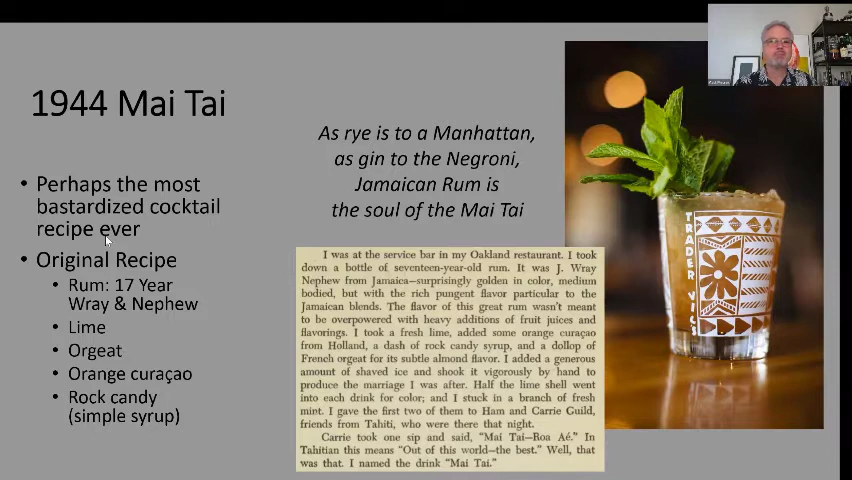 1944 Mai Tai
• Perhaps the most
bastardized cocktail
recipe ever
• Original Recipe
• Rum: 17 Year
Wray & Nephew
• Lime
• Orgeat
• Orange curaçao
• Rock candy
(simple syrup)
As rye is to a Manhattan,
as gin to the Negroni,
Jamaican Rum is
the soul of the Mai Tai
I was at the service bar in my Oakland restaurant. I took
down a bottle of seventeen-year-old rum. It was J. Wray
Nephew from Jamaica—surprisingly golden in color, medium
bodied, but with the rich pungent flavor particular to the
Jamaican blends. The flavor of this great rum wasn't meant
to be overpowered with heavy additions of fruit juices and
flavorings. I took a fresh lime, added some orange curaçao
from Holland, a dash of rock candy syrup, and a dollop of
French orgeat for its subtle almond flavor. I added a generous
amount of shaved ice and shook it vigorously by hand to
produce the marriage I was after. Half the lime shell went
into each drink for color; and I stuck in a branch of fresh
mint. I gave the first two of them to Ham and Carrie Guild,
friends from Tahiti, who were there that night.
Carrie took one sip and said, "Mai Tai—Roa Aé." In
Tahitian this means "Out of this world—the best." Well, that
was that. I named the drink "Mai Tai."
TRADER VIC'S